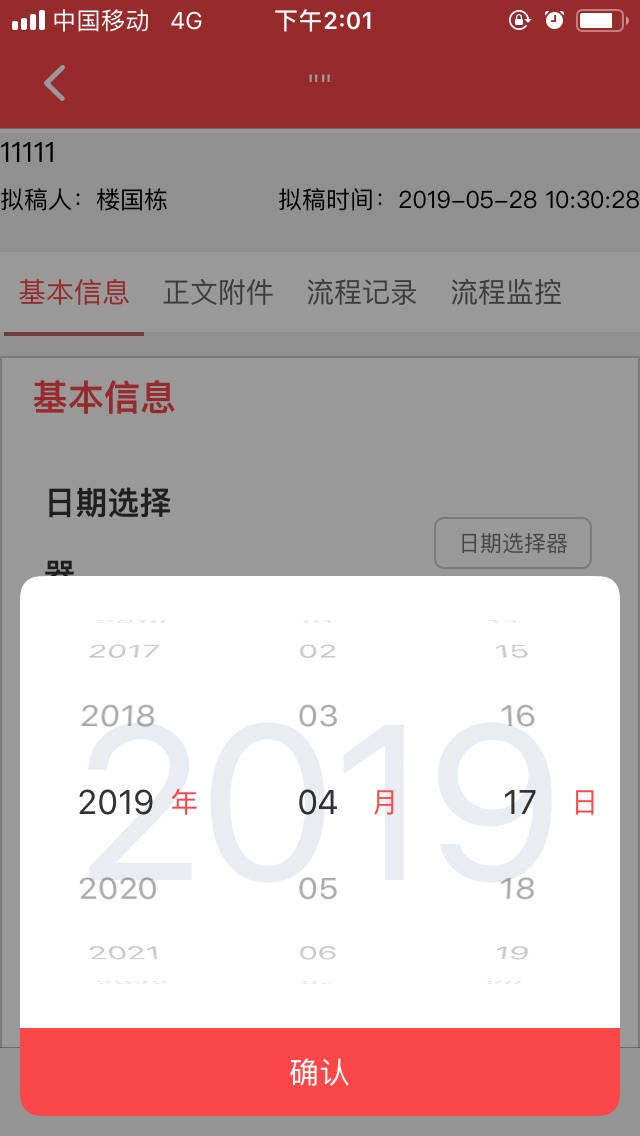 中国移动 4G 下午2:01
""
11111
拟稿人：楼国栋 拟稿时间：2019-05-28 10:30:28
基本信息 正文附件 流程记录 流程监控
基本信息
日期选择
器
日期选择器
2017 02 15
2018 03 16
2019
2019 年 04 月 17 日
2020 05 18
2021 06 19
确认